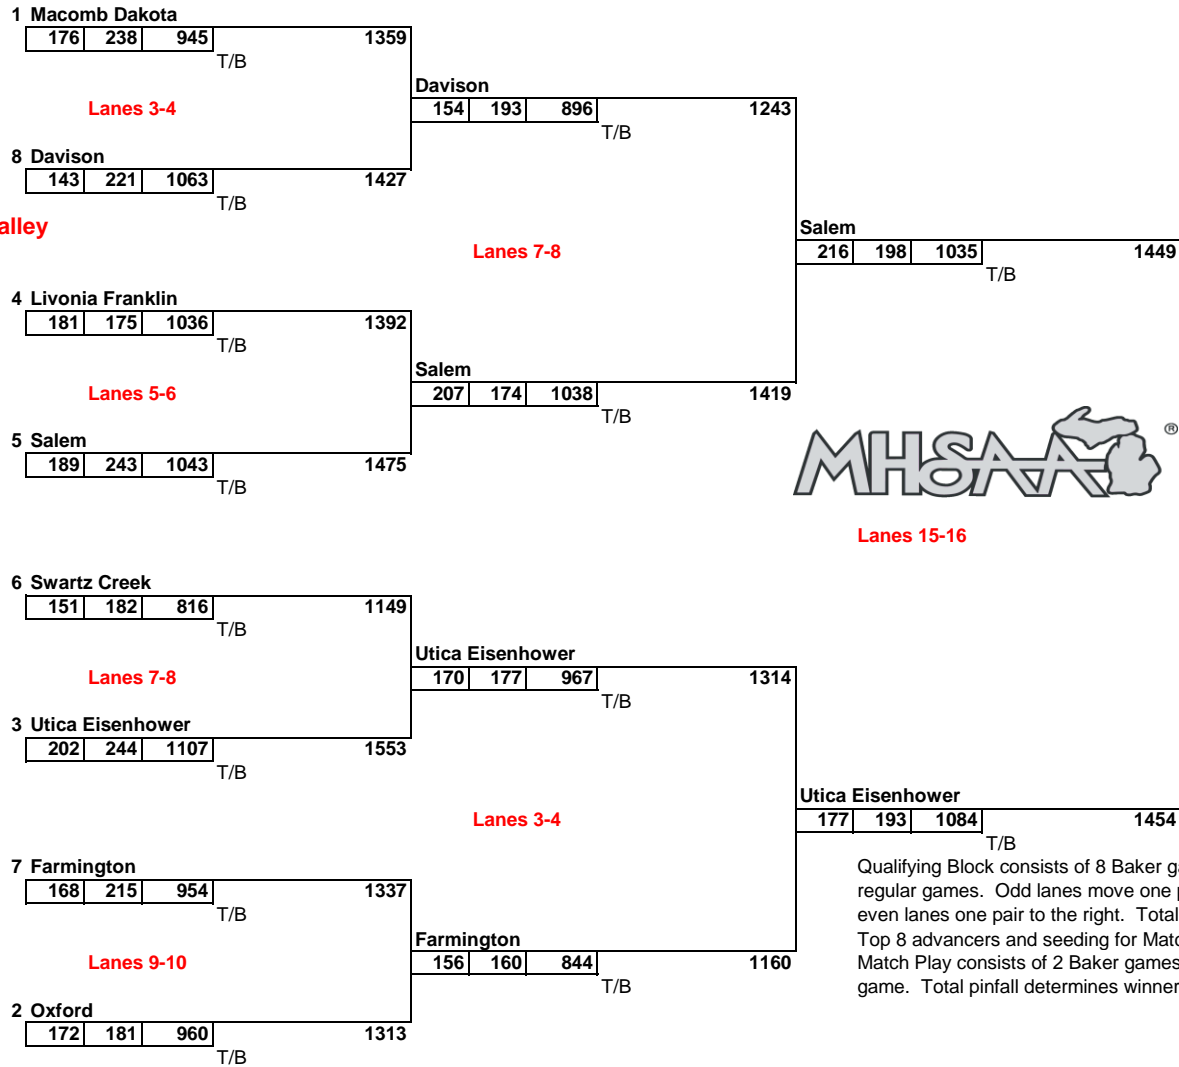 1 Macomb Dakota
176 238 945 1359
T/B
Davison
Lanes 3-4
154 193 896 1243
T/B
8 Davison
143 221 1063 1427
T/B
alley
Salem
Lanes 7-8
216 198 1035 1449
T/B
4 Livonia Franklin
181 175 1036 1392
T/B
Salem
Lanes 5-6
207 174 1038 1419
T/B
MHSAA ®
5 Salem
189 243 1043 1475
T/B
Lanes 15-16
6 Swartz Creek
151 182 816 1149
T/B
Utica Eisenhower
Lanes 7-8
170 177 967 1314
T/B
3 Utica Eisenhower
202 244 1107 1553
T/B
Utica Eisenhower
Lanes 3-4
177 193 1084 1454
T/B
7 Farmington
Qualifying Block consists of 8 Baker ga
168 215 954 1337
regular games. Odd lanes move one p
T/B
even lanes one pair to the right. Total
Farmington
Top 8 advancers and seeding for Matc
Lanes 9-10
156 160 844 1160
Match Play consists of 2 Baker games
T/B
game. Total pinfall determines winner
2 Oxford
172 181 960 1313
T/B